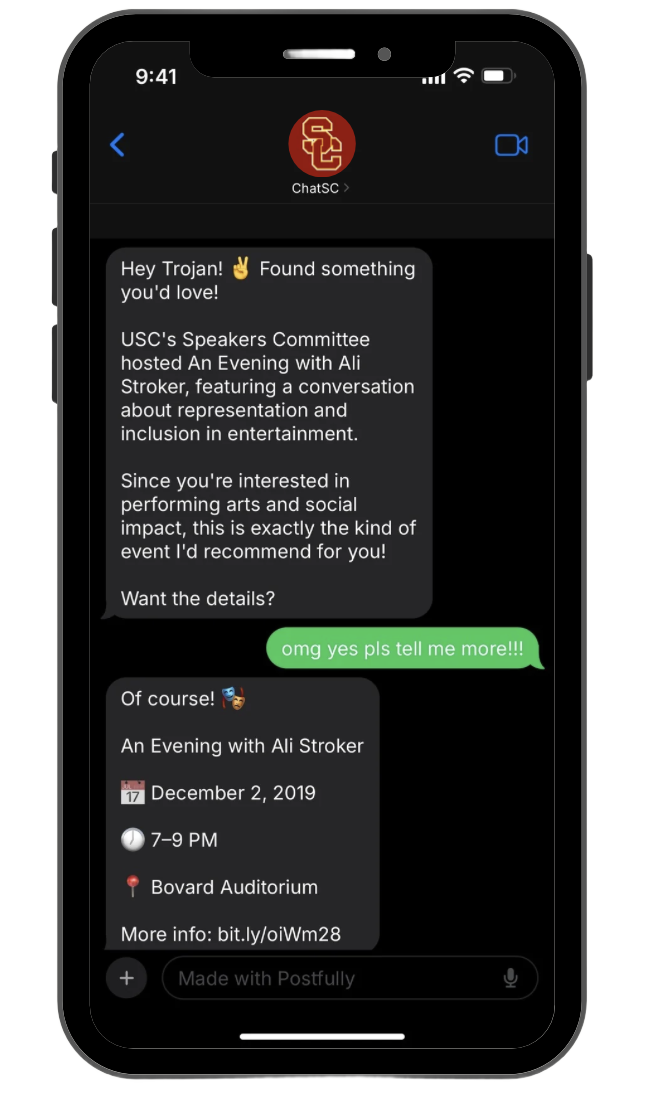 9:41
SC
ChatSC >
Hey Trojan! ✌️ Found something
you'd love!
USC's Speakers Committee
hosted An Evening with Ali
Stroker, featuring a conversation
about representation and
inclusion in entertainment.
Since you're interested in
performing arts and social
impact, this is exactly the kind of
event I'd recommend for you!
Want the details?
omg yes pls tell me more!!!
Of course! 🎭
An Evening with Ali Stroker
📅 December 2, 2019
🕖 7–9 PM
📍 Bovard Auditorium
More info: bit.ly/oiWm28
Made with Postfully